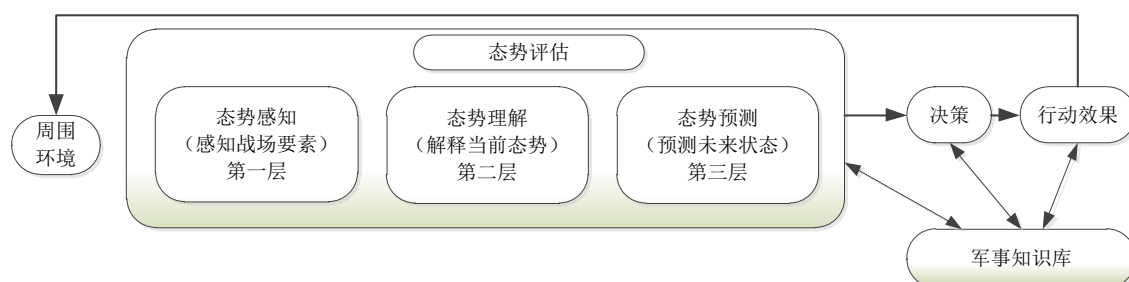 态势评估
周围
环境
态势感知
（感知战场要素）
第一层
态势理解
（解释当前态势）
第二层
态势预测
（预测未来状态）
第三层
决策
行动效果
军事知识库